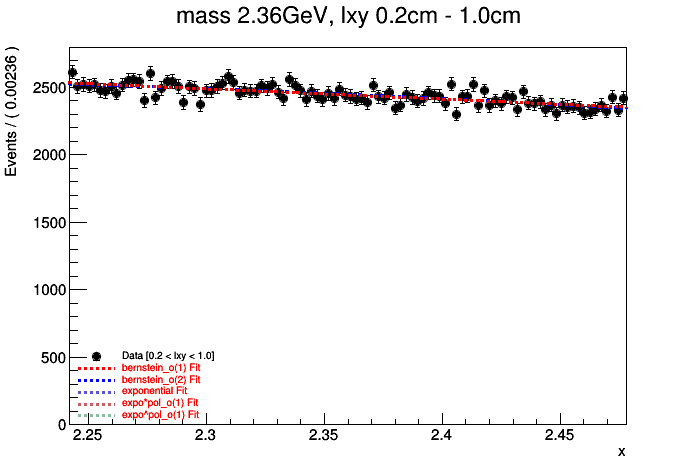 mass 2.36GeV, lxy 0.2cm - 1.0cm
Events / ( 0.00236 )
2500
2000
1500
1000
500
0
Data [0.2 < lxy < 1.0]
bernstein_o(1) Fit
bernstein_o(2) Fit
exponential Fit
expo*pol_o(1) Fit
expo^pol_o(1) Fit
2.25 2.3 2.35 2.4 2.45
x